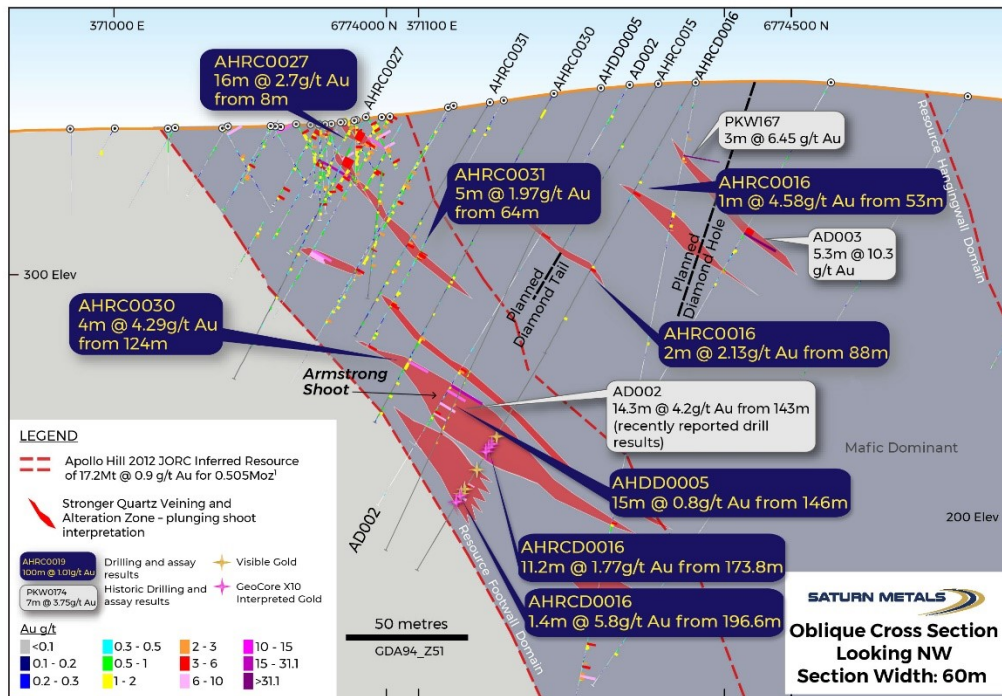 371000 E
6774000 N
371100 E
6774500 N
AHRC0027
AHRC0031
AHRC0030
AHDD0005
AD002
AHRC0015
AHRCD0016
AHRC0027
16m @ 2.7g/t Au
from 8m
PKW167
3m @ 6.45 g/t Au
AHRC0031
5m @ 1.97g/t Au
from 64m
AHRC0016
1m @ 4.58g/t Au from 53m
AD003
5.3m @ 10.3
g/t Au
Resource Hangingwall Domain
300 Elev
Planned
Diamond Tail
Planned
Diamond Hole
AHRC0030
4m @ 4.29g/t Au
from 124m
AHRC0016
2m @ 2.13g/t Au from 88m
Armstrong
Shoot
AD002
14.3m @ 4.2g/t Au from 143m
(recently reported drill
results)
Mafic Dominant
AHDD0005
15m @ 0.8g/t Au from 146m
200 Elev
AD002
Resource Footwall Domain
AHRCD0016
11.2m @ 1.77g/t Au from 173.8m
AHRCD0016
1.4m @ 5.8g/t Au from 196.6m
LEGEND
Apollo Hill 2012 JORC Inferred Resource
of 17.2Mt @ 0.9 g/t Au for 0.505Moz¹
Stronger Quartz Veining and
Alteration Zone – plunging shoot
interpretation
AHRC0019
100m @ 1.01g/t Au
Drilling and assay
results
Visible Gold
PKW0174
7m @ 3.75g/t Au
Historic Drilling and
assay results
GeoCore X10
Interpreted Gold
Au g/t
<0.1
0.1 - 0.2
0.2 - 0.3
0.3 - 0.5
0.5 - 1
1 - 2
2 - 3
3 - 6
6 - 10
10 - 15
15 - 31.1
>31.1
50 metres
GDA94_Z51
SATURN METALS
Oblique Cross Section
Looking NW
Section Width: 60m